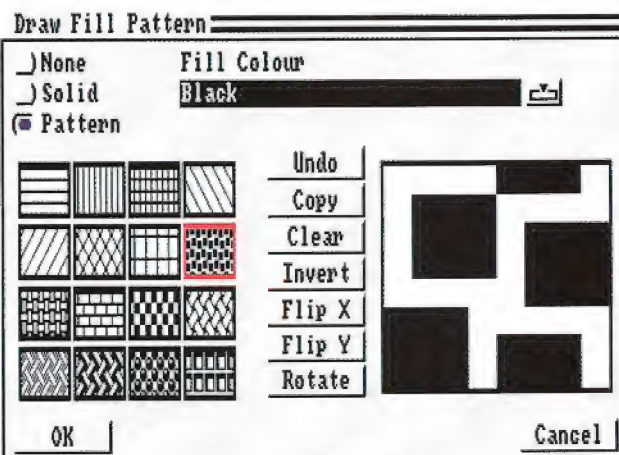 Draw Fill Pattern
None
Fill Colour
Solid
Black
Pattern
Undo
Copy
Clear
Invert
Flip X
Flip Y
Rotate
OK
Cancel